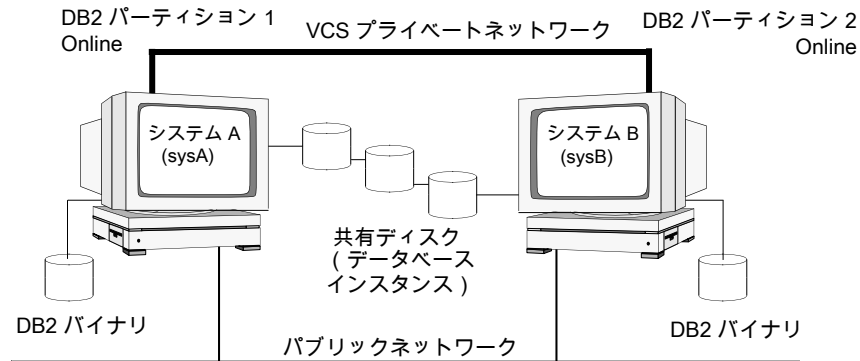 DB2 パーティション 1
Online
VCS プライベートネットワーク
DB2 パーティション 2
Online
システム A
(sysA)
システム B
(sysB)
共有ディスク
( データベース
インスタンス )
DB2 バイナリ
DB2 バイナリ
パブリックネットワーク